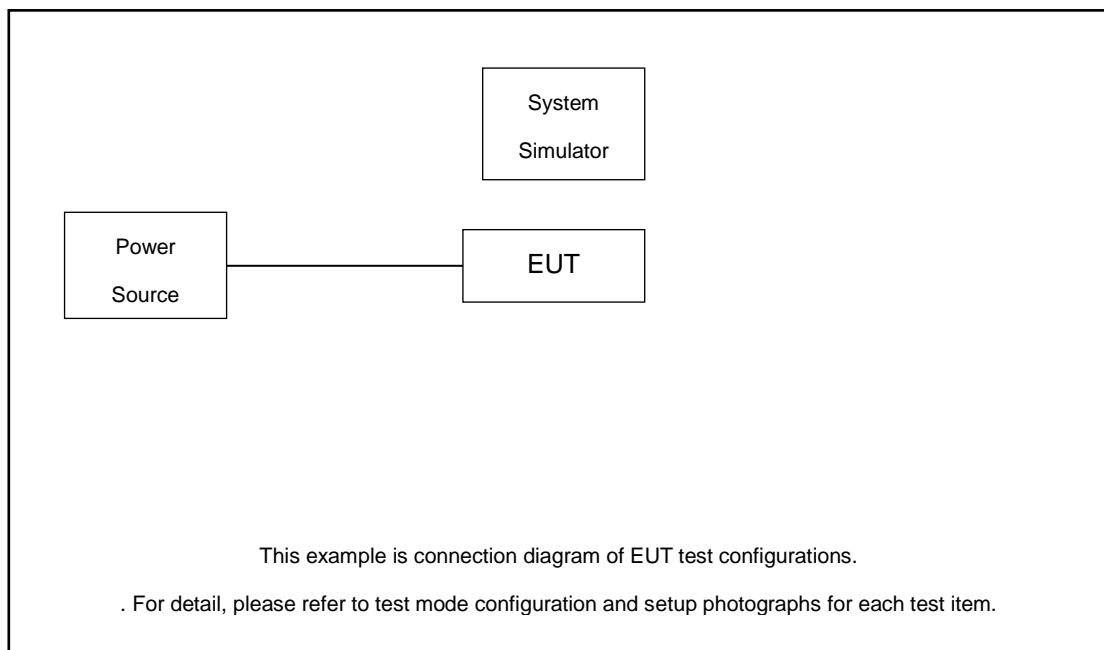 System
Simulator
Power
Source
EUT
This example is connection diagram of EUT test configurations.
. For detail, please refer to test mode configuration and setup photographs for each test item.